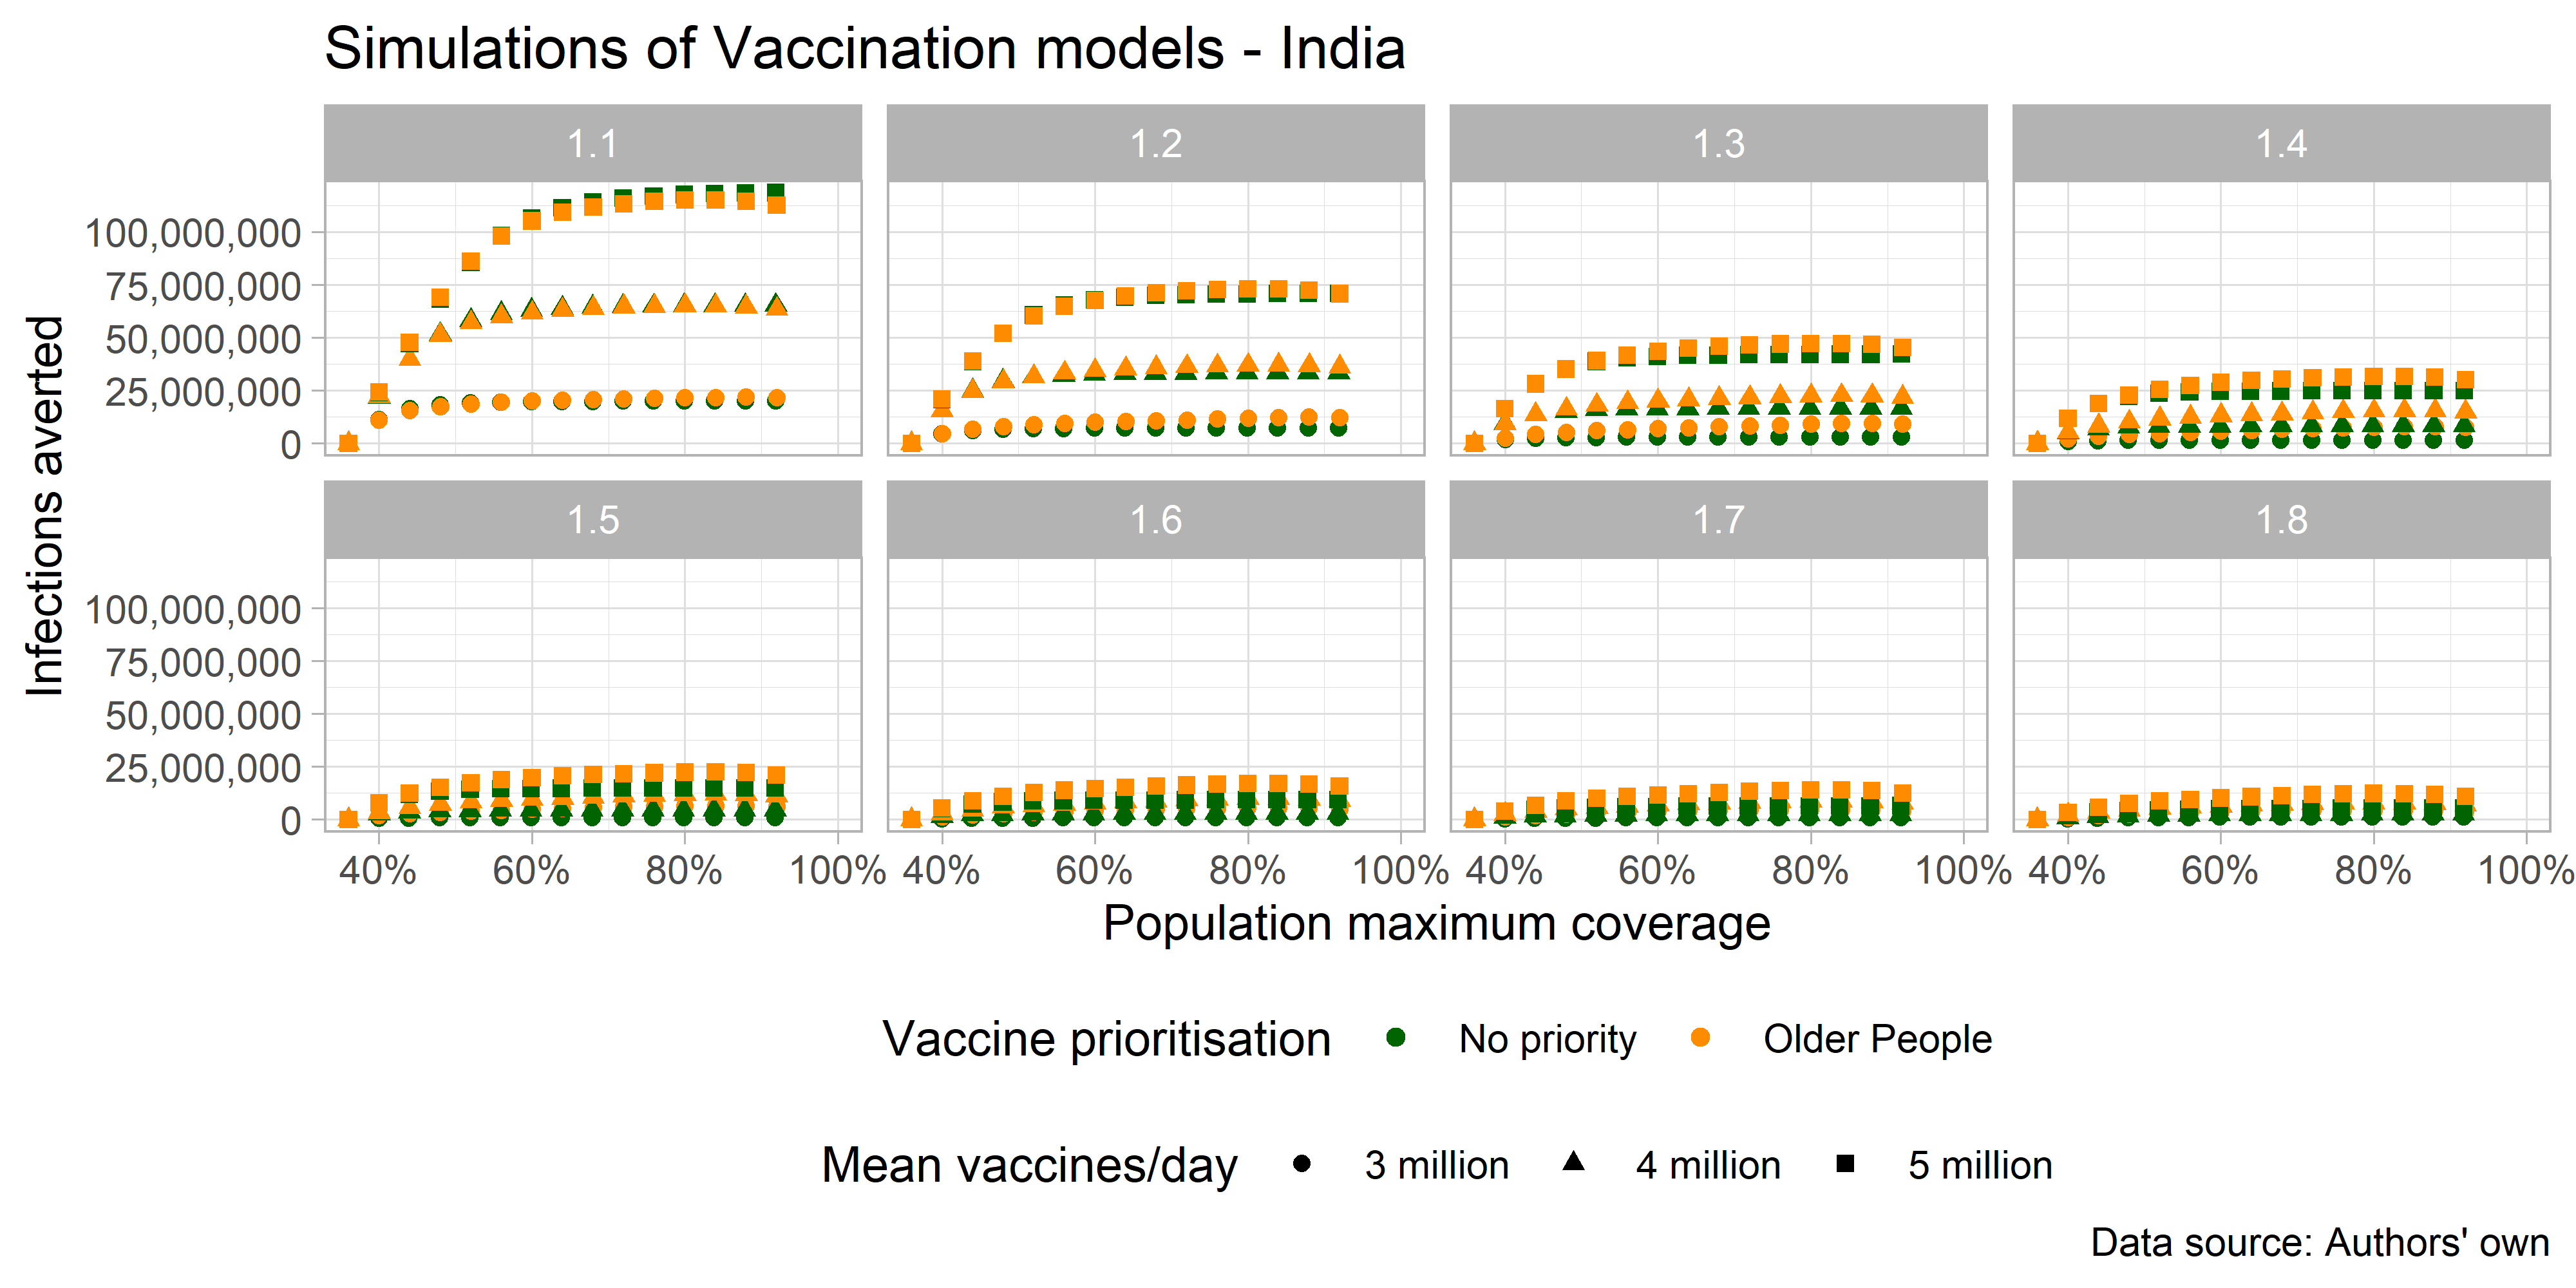 Simulations of Vaccination models - India
1.1
1.2
1.3
1.4
100,000,000
75,000,000
50,000,000
25,000,000
0
1.5
1.6
1.7
1.8
100,000,000
75,000,000
50,000,000
25,000,000
0
Infections averted
40% 60% 80% 100%
40% 60% 80% 100%
40% 60% 80% 100%
40% 60% 80% 100%
Population maximum coverage
Vaccine prioritisation No priority Older People
Mean vaccines/day 3 million 4 million 5 million
Data source: Authors' own